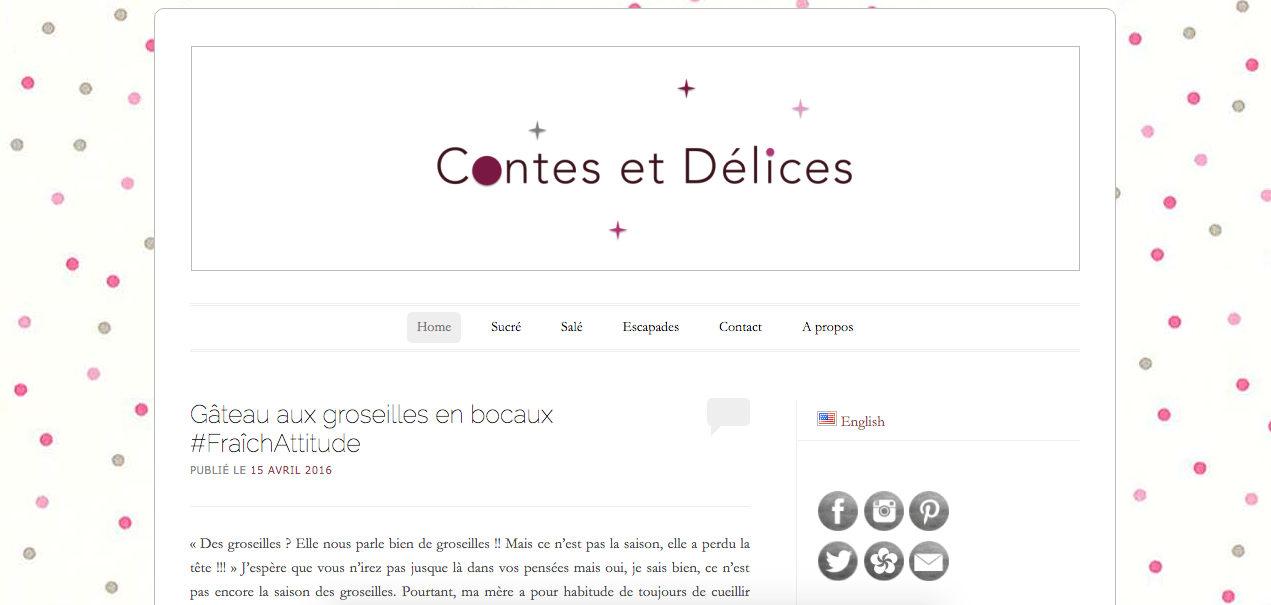 Contes et Délices
Home Sucré Salé Escapades Contact A propos
Gâteau aux groseilles en bocaux
#FraîchAttitude
PUBLIÉ LE 15 AVRIL 2016
English
« Des groseilles ? Elle nous parle bien de groseilles !! Mais ce n’est pas la saison, elle a perdu la
tête !!! » J’espère que vous n’irez pas jusque là dans vos pensées mais oui, je sais bien, ce n’est
pas encore la saison des groseilles. Pourtant, ma mère a pour habitude de toujours de cueillir